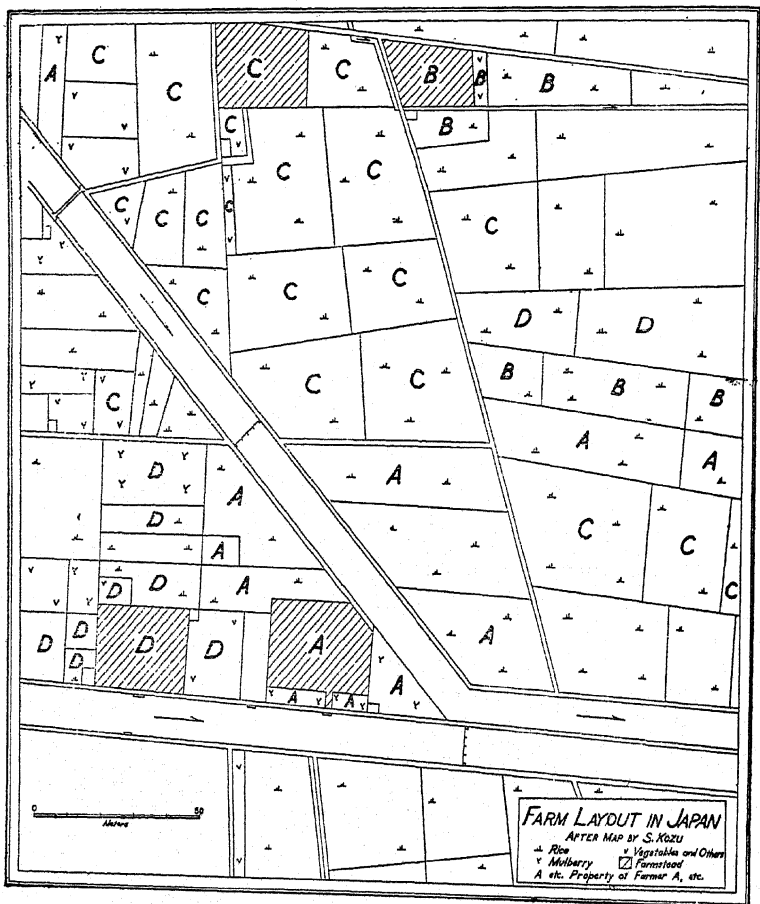 A C C C C B B B
C B
C C
C C C C C
C C C
D D
C C B B B
C
A A
D A
A
D C C
A
D D A C
D D D D A A
D
A A A
0 50
Meters
FARM LAYOUT IN JAPAN
AFTER MAP BY S. KOZU
Rice Vegetables and Others
Mulberry Farmstead
A etc. Property of Farmer A, etc.